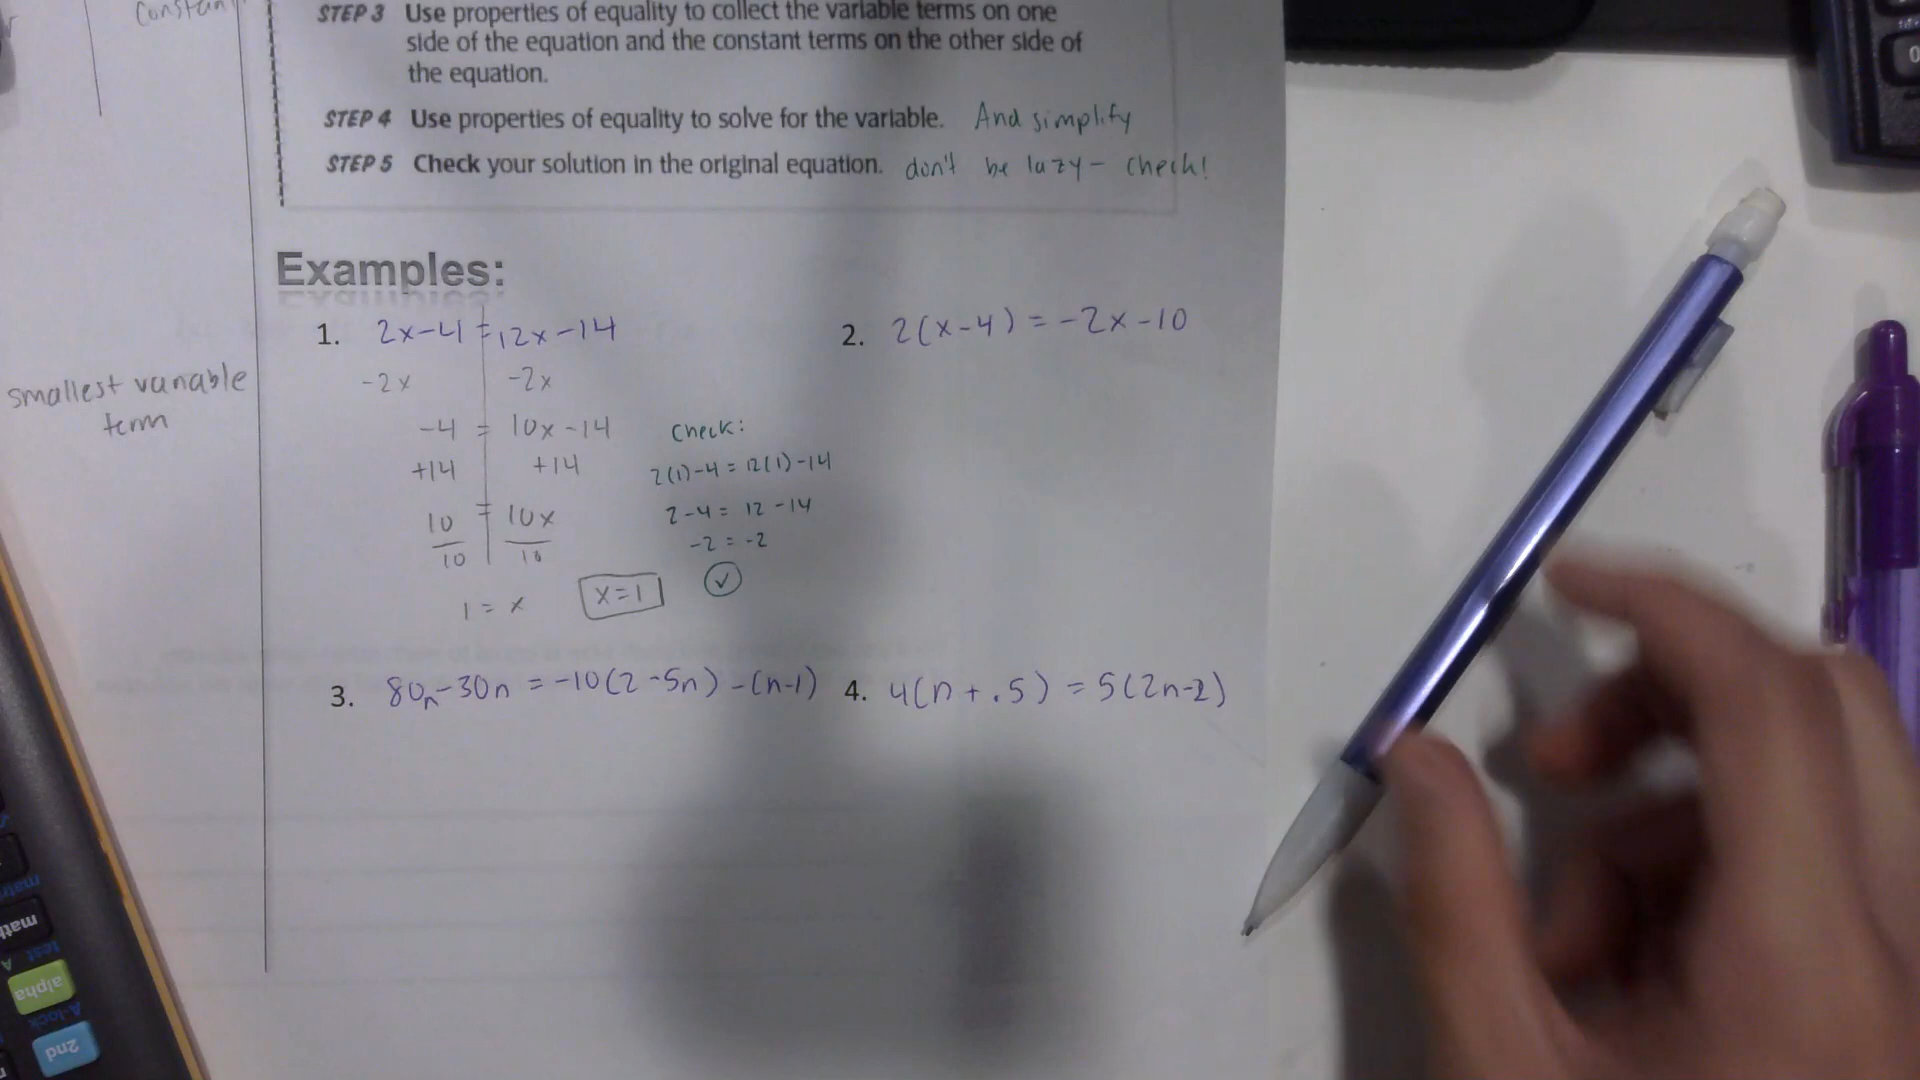 STEP 3 Use properties of equality to collect the variable terms on one
side of the equation and the constant terms on the other side of
the equation.
STEP 4 Use properties of equality to solve for the variable. And simplify
STEP 5 Check your solution in the original equation. don't be lazy - check!
Examples:
1. 2x-4 = 12x-14
-2x -2x
-4 = 10x-14
+14 +14
10 = 10x
10 10
1 = x
x=1
check:
2(1)-4 = 12(1)-14
2-4 = 12-14
-2 = -2
✓
smallest variable
term
2. 2(x-4) = -2x-10
3. 80n-30n = -10(2-5n) -(n-1)
4. 4(n+.5) = 5(2n-2)
math
test A
alpha
A-lock
2nd
0